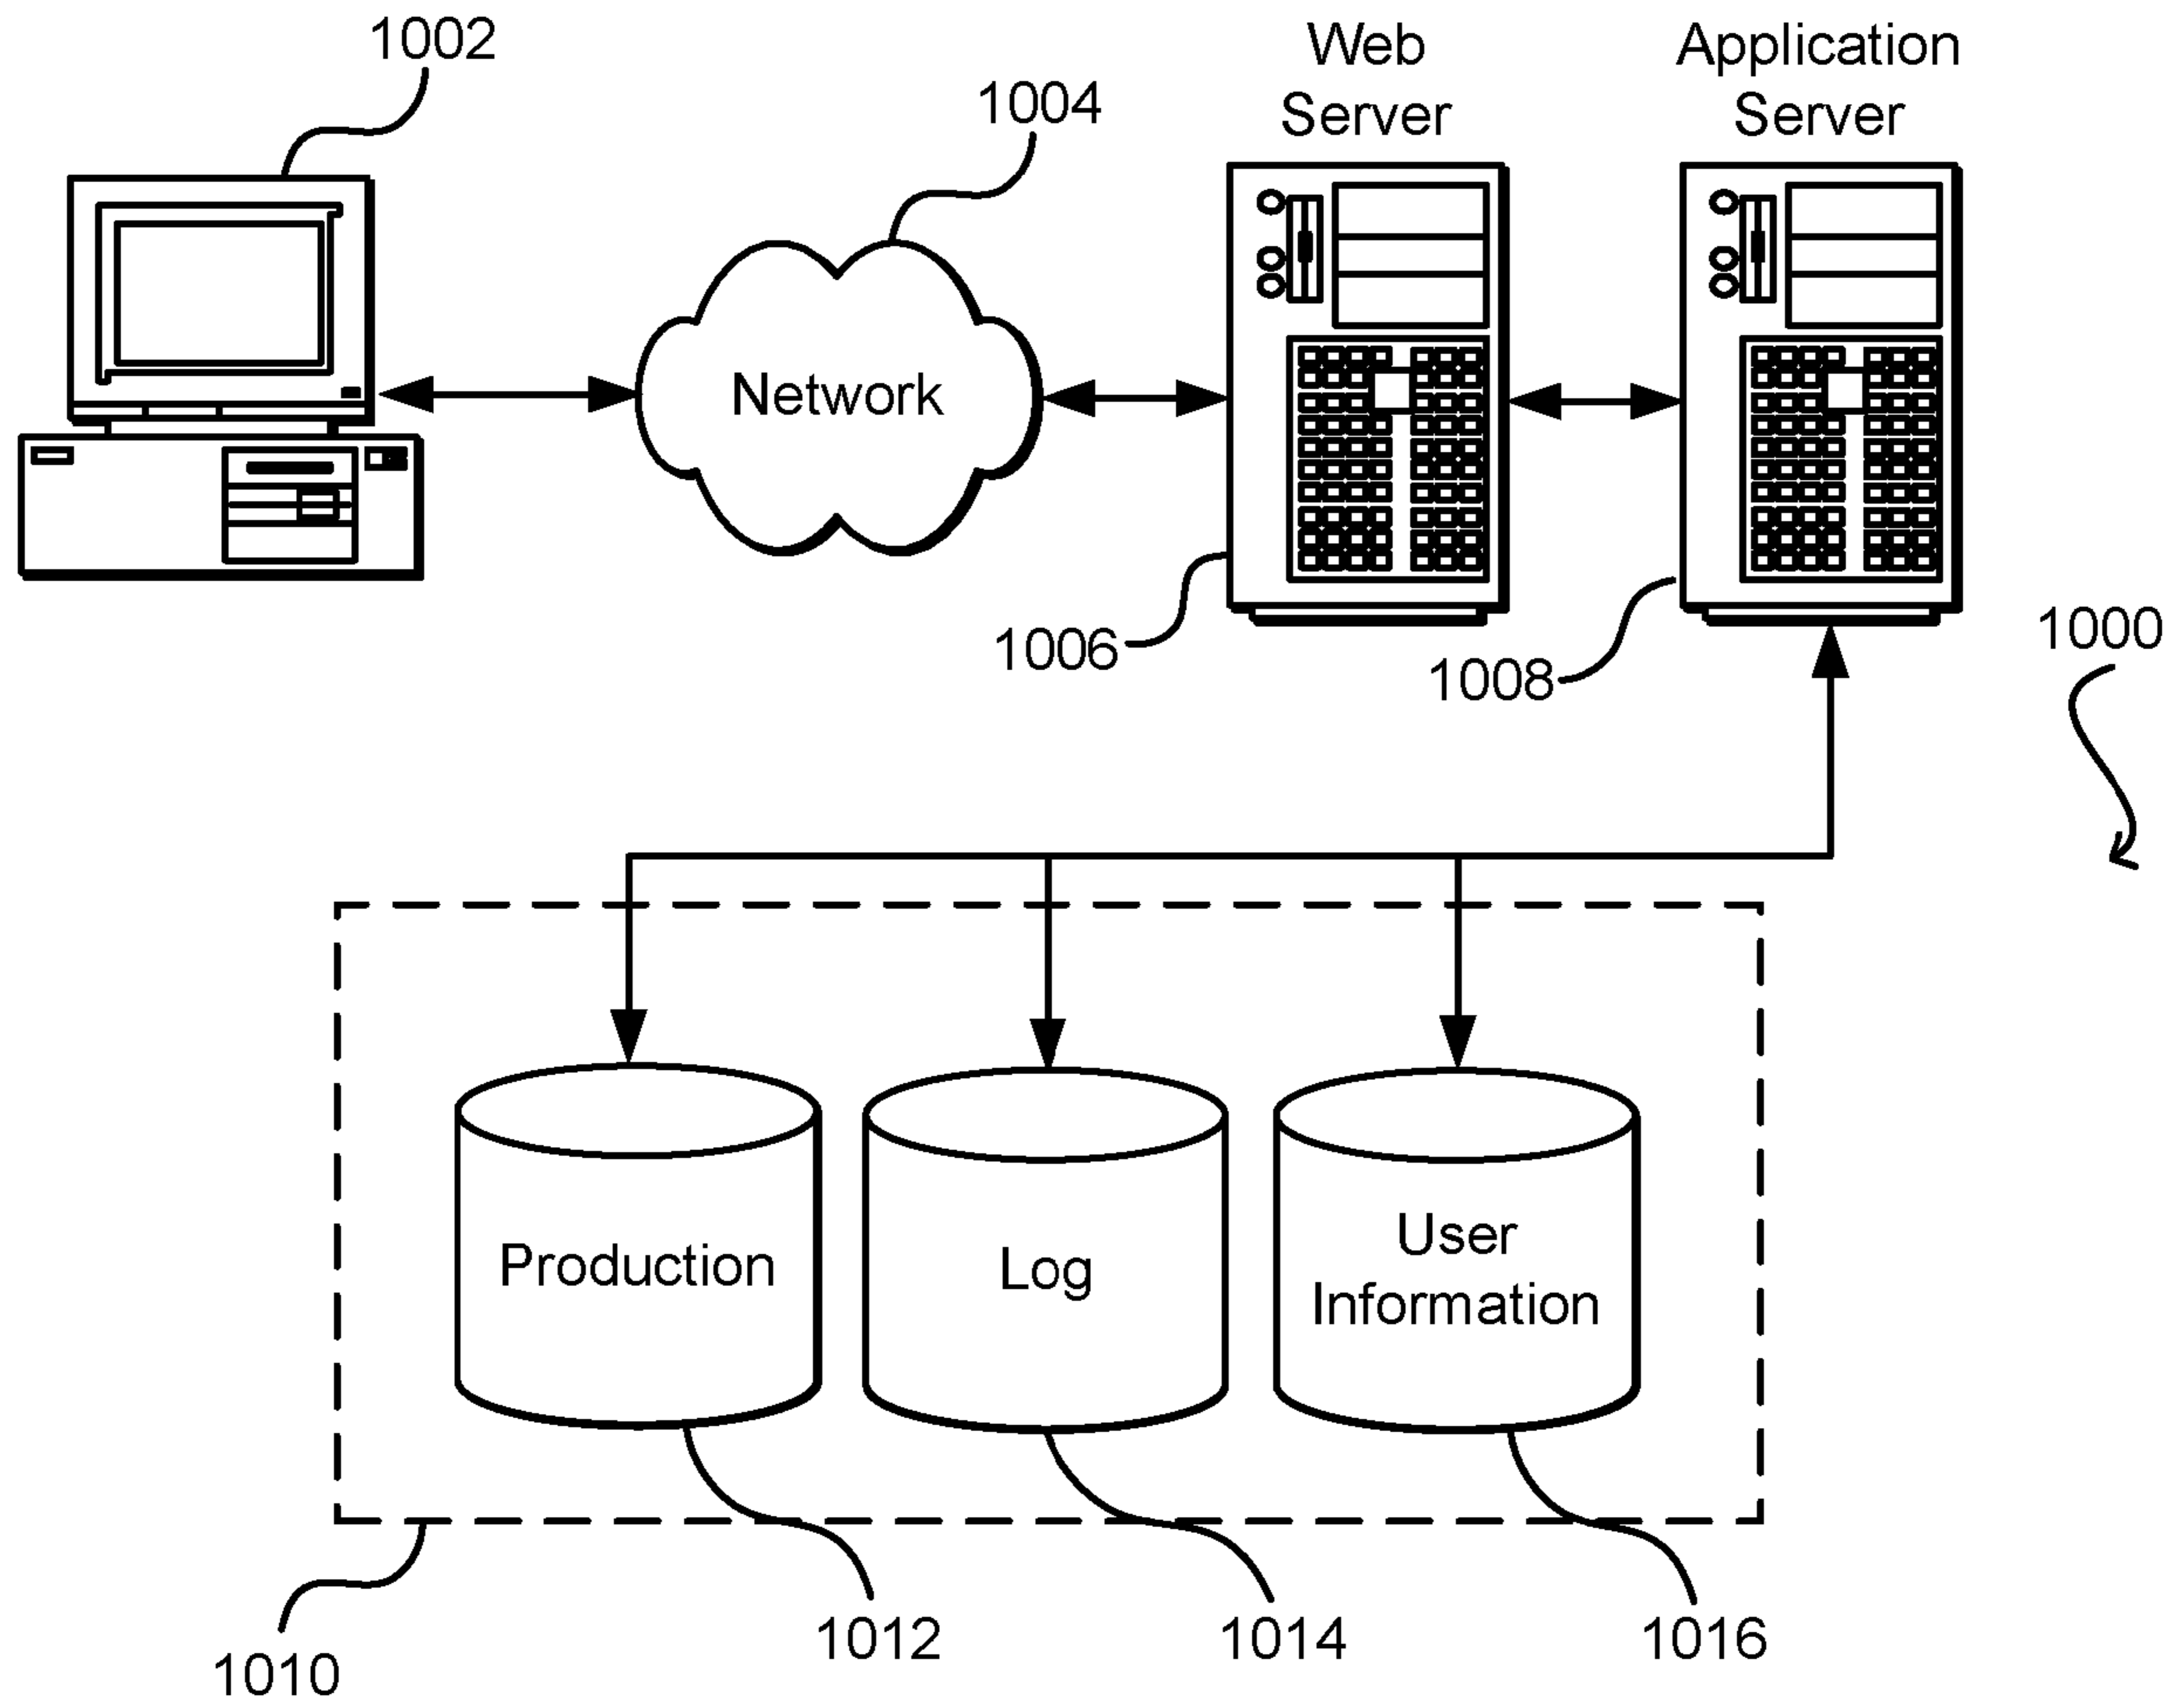 1002
1004
Web
Server
Application
Server
Network
1006
1008
1000
Production
Log
User
Information
1010
1012
1014
1016